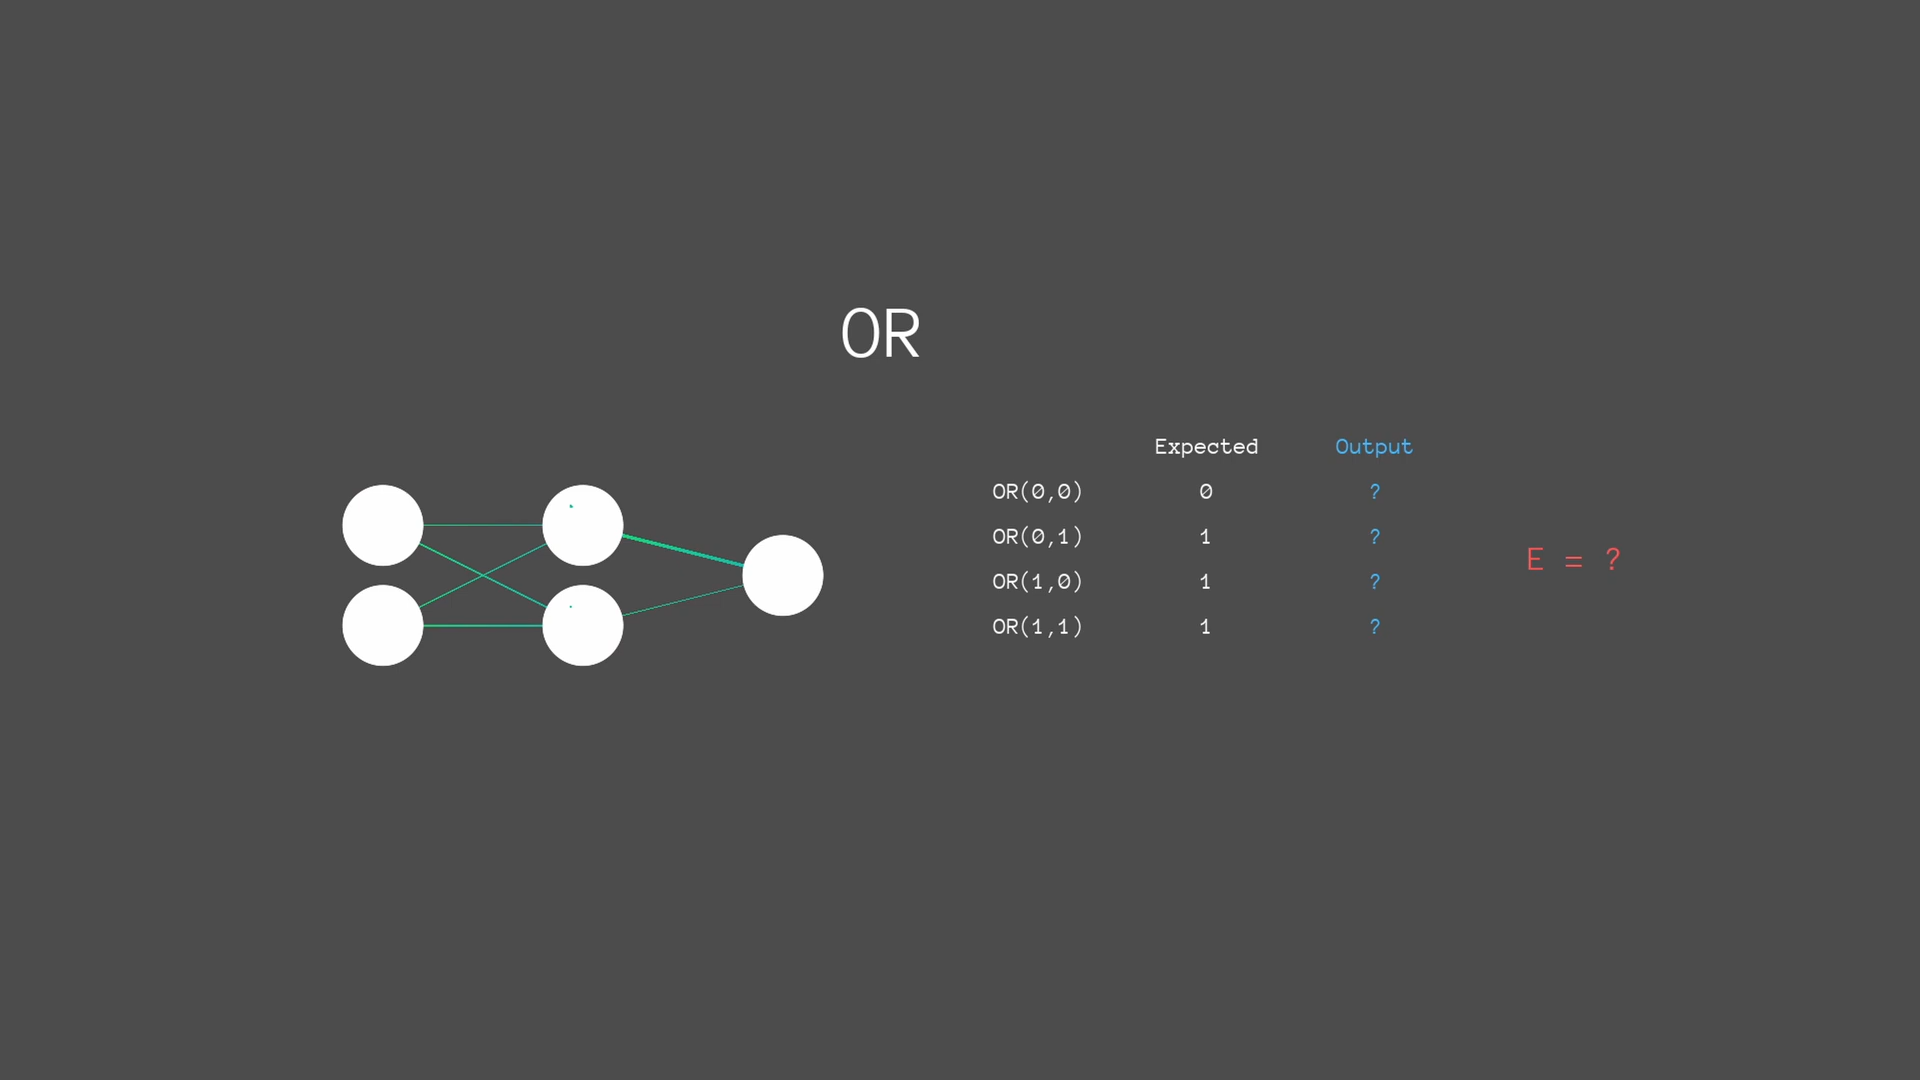 OR
Expected Output
OR(0,0) 0 ?
OR(0,1) 1 ?
E = ?
OR(1,0) 1 ?
OR(1,1) 1 ?